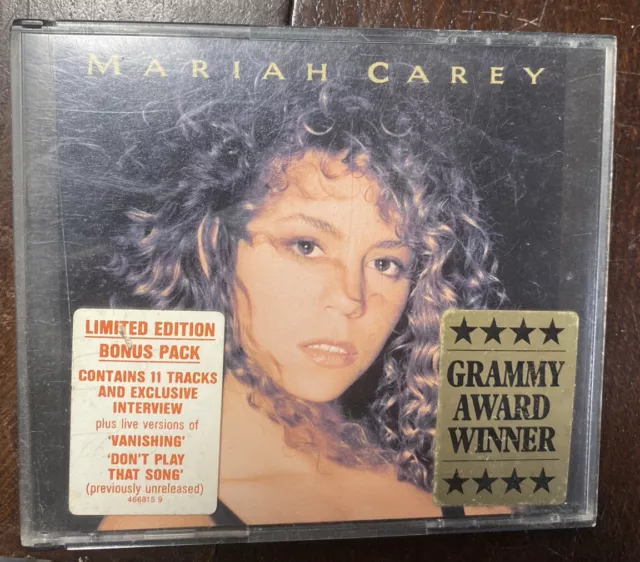 MARIAH CAREY
LIMITED EDITION
BONUS PACK
CONTAINS 11 TRACKS
AND EXCLUSIVE
INTERVIEW
plus live versions of
'VANISHING'
'DON'T PLAY
THAT SONG'
(previously unreleased)
466815 9
GRAMMY
AWARD
WINNER